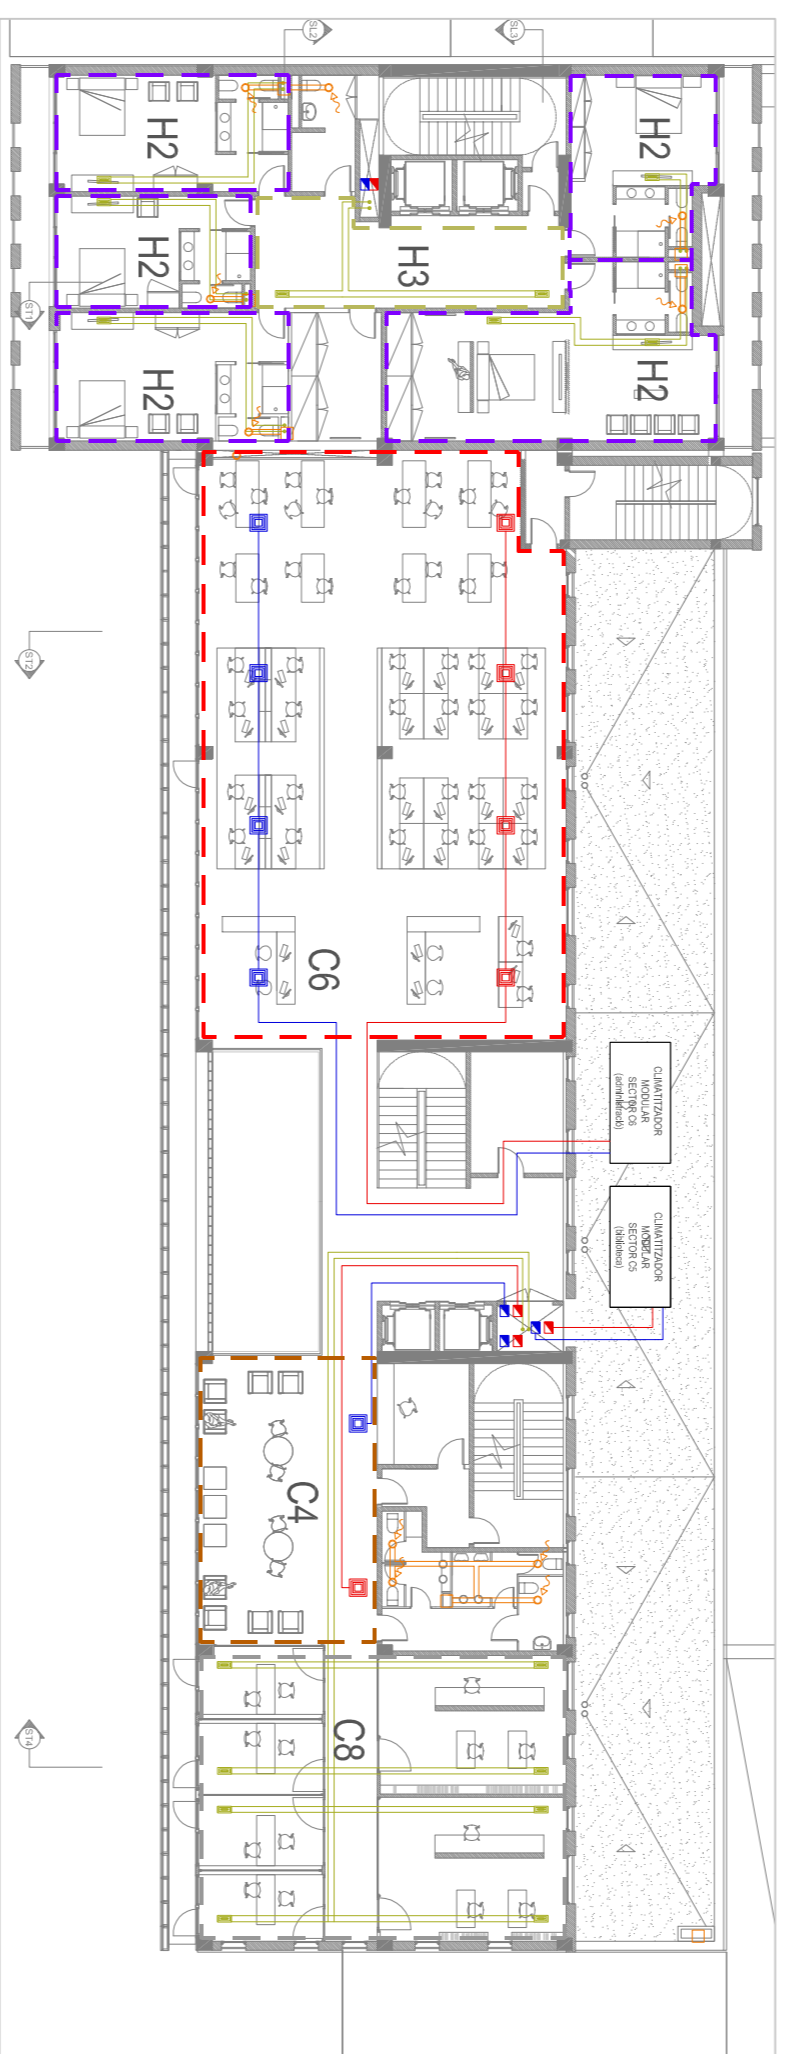 SL2
SL3
H2
H2
H2
H3
H2
H2
ST1
ST2
C6
CLIMATITZADOR
MODULAR
SECTOR C6
(administració)
CLIMATITZADOR
MODULAR
SECTOR C5
(biblioteca)
C4
C8
ST4